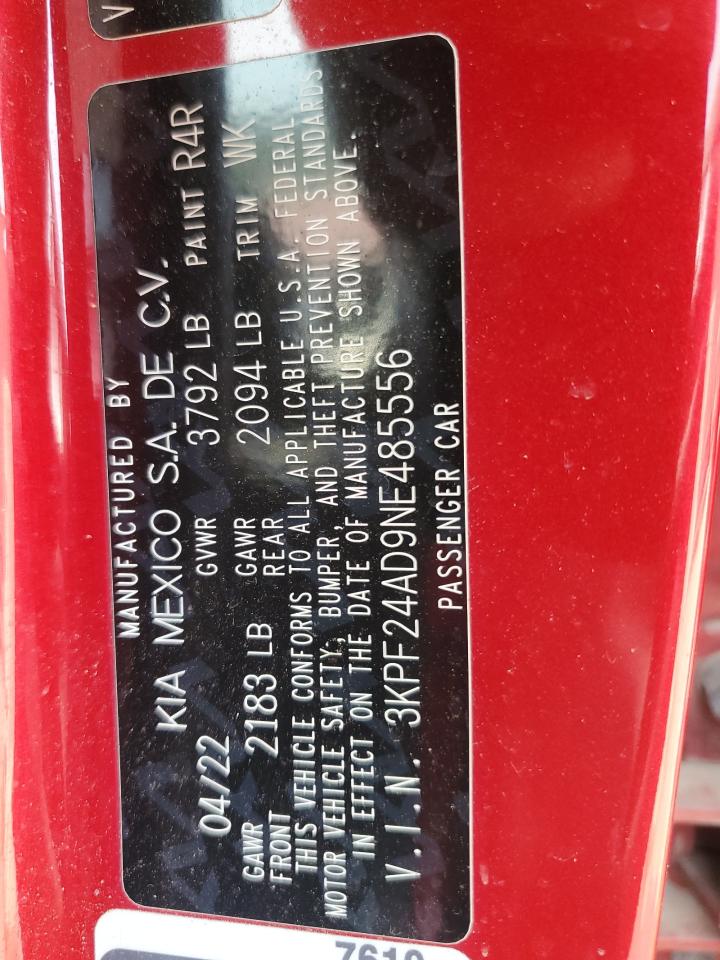 V
MANUFACTURED BY
KIA MEXICO S.A. DE C.V.
04/22 GVWR 3792 LB PAINT R4R
GAWR FRONT 2183 LB GAWR REAR 2094 LB TRIM WK
THIS VEHICLE CONFORMS TO ALL APPLICABLE U.S.A. FEDERAL
MOTOR VEHICLE SAFETY, BUMPER, AND THEFT PREVENTION STANDARDS
IN EFFECT ON THE DATE OF MANUFACTURE SHOWN ABOVE.
V.I.N. 3KPF24AD9NE485556
PASSENGER CAR